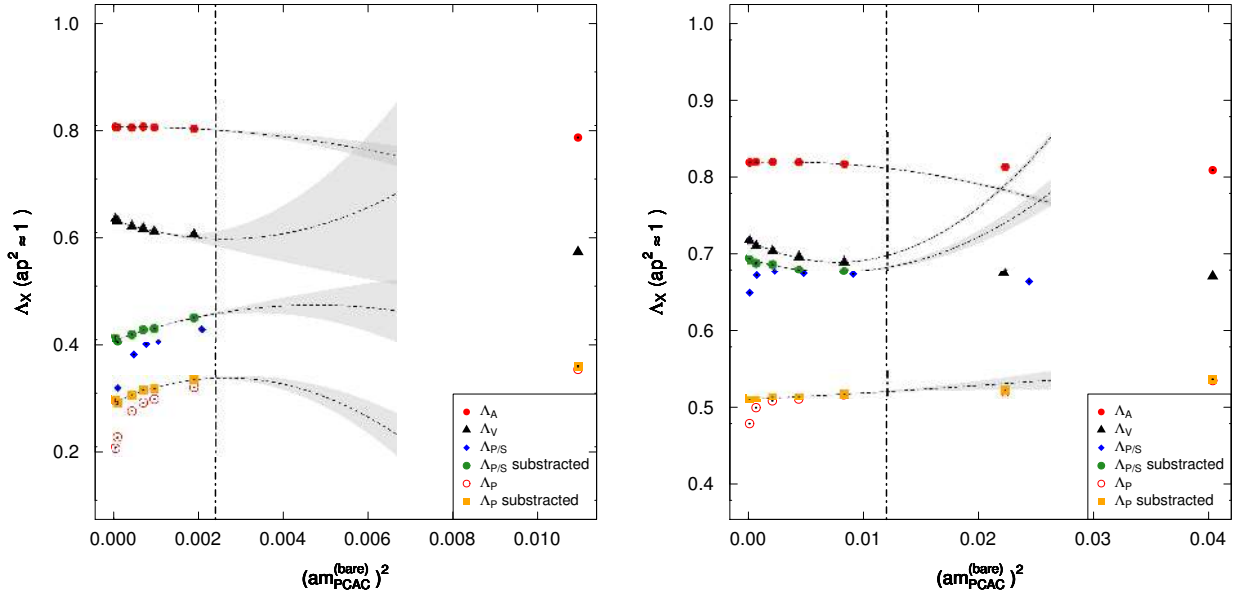 1.0
0.8
0.6
0.4
0.2
Λ_X (ap² ≈ 1)
0.000 0.002 0.004 0.006 0.008 0.010
(am_PCAC^(bare))²
Λ_A
Λ_V
Λ_P/S
Λ_P/S substracted
Λ_P
Λ_P substracted
1.0
0.9
0.8
0.7
0.6
0.5
0.4
Λ_X (ap² ≈ 1)
0.00 0.01 0.02 0.03 0.04
(am_PCAC^(bare))²
Λ_A
Λ_V
Λ_P/S
Λ_P/S substracted
Λ_P
Λ_P substracted